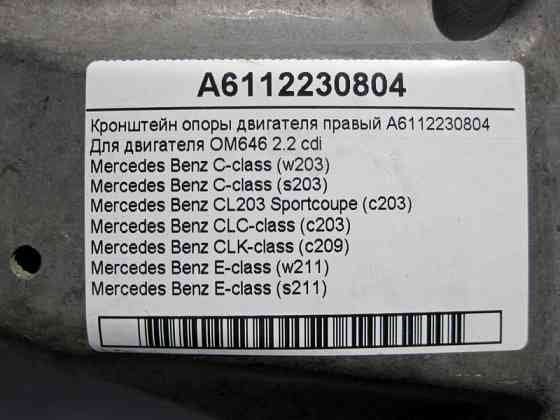 A6112230804
Кронштейн опоры двигателя правый A6112230804
Для двигателя OM646 2.2 cdi
Mercedes Benz C-class (w203)
Mercedes Benz C-class (s203)
Mercedes Benz CL203 Sportcoupe (c203)
Mercedes Benz CLC-class (c203)
Mercedes Benz CLK-class (c209)
Mercedes Benz E-class (w211)
Mercedes Benz E-class (s211)